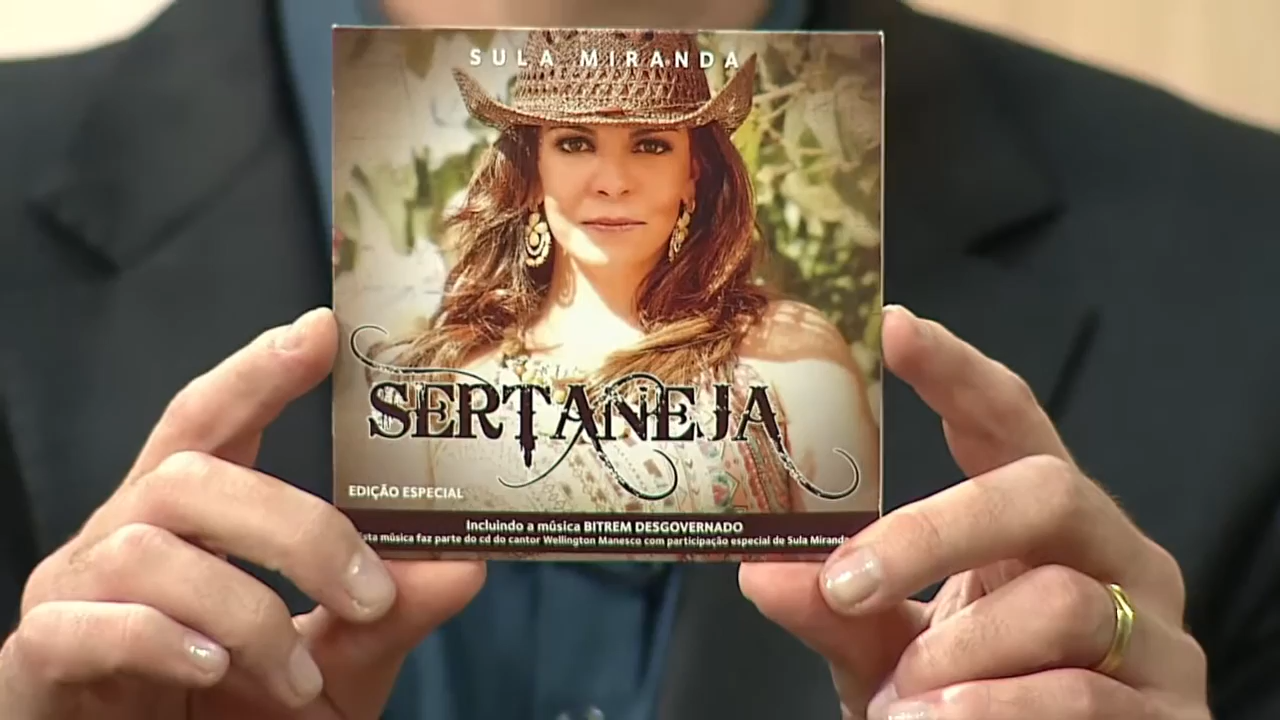 SULA MIRANDA
SERTANEJA
EDIÇÃO ESPECIAL
Incluindo a música BITREM DESGOVERNADO
sta música faz parte do cd do cantor Wellington Manesco com participação especial de Sula Miranda